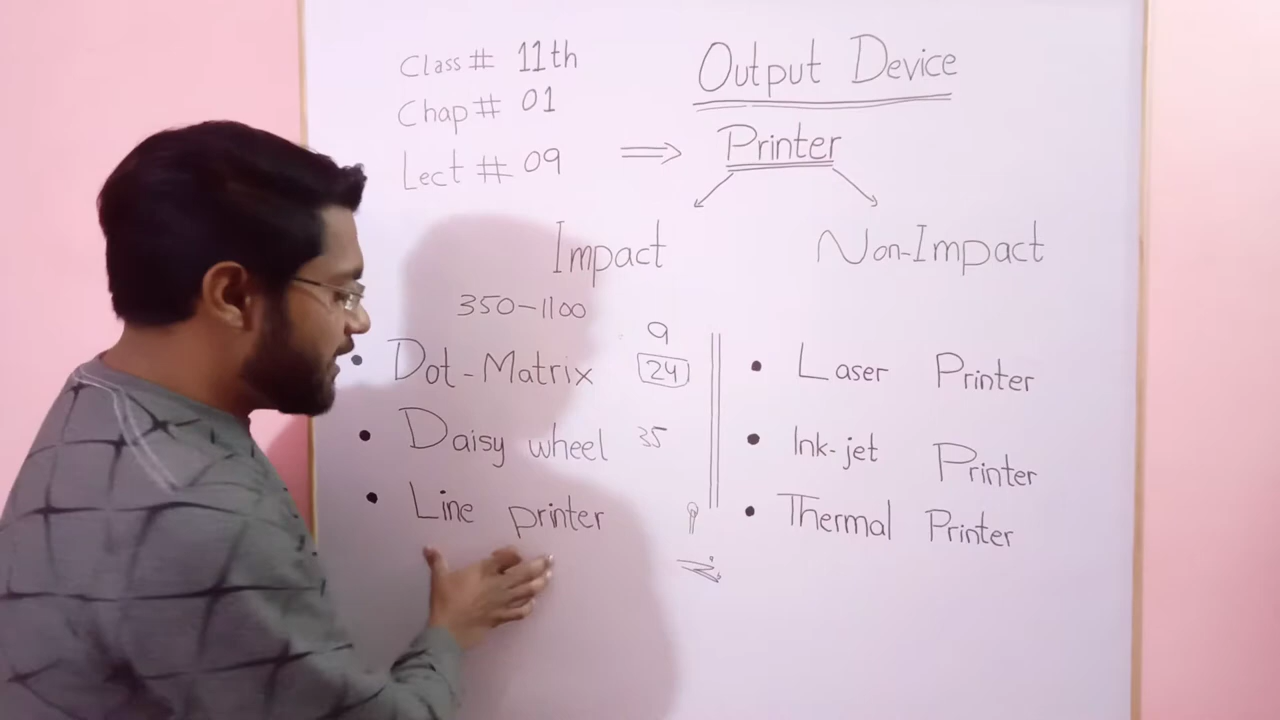 Class# 11th
Chap# 01
Lect # 09
Output Device
⇒ Printer
Impact
Non-Impact
350-1100
9
• Dot-Matrix 24
• Daisy wheel 35
• Line printer
• Laser Printer
• Ink-jet Printer
• Thermal Printer